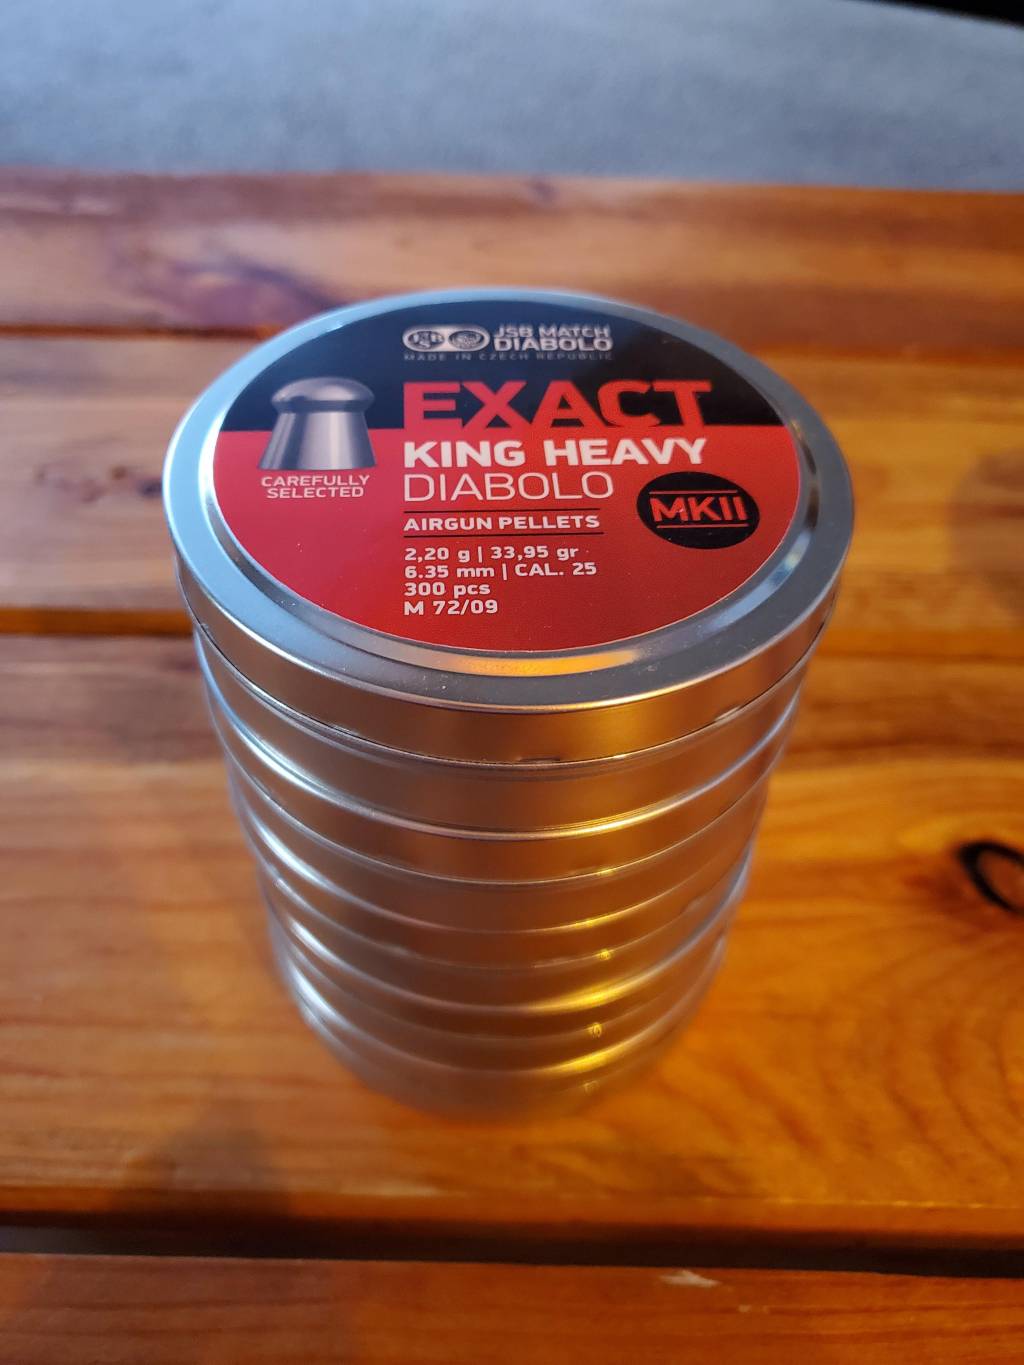 JSB
JSB MATCH
DIABOLO
MADE IN CZECH REPUBLIC
EXACT
KING HEAVY
DIABOLO
CAREFULLY
SELECTED
MKII
AIRGUN PELLETS
2,20 g | 33,95 gr
6.35 mm | CAL. 25
300 pcs
M 72/09